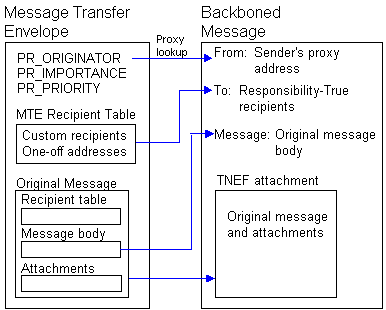 Message Transfer
Envelope
PR_ORIGINATOR
PR_IMPORTANCE
PR_PRIORITY
MTE Recipient Table
Custom recipients
One-off addresses
Original Message
Recipient table
Message body
Attachments
Proxy
lookup
Backboned
Message
From: Sender's proxy
address
To: Responsibility-True
recipients
Message: Original message
body
TNEF attachment
Original message
and attachments